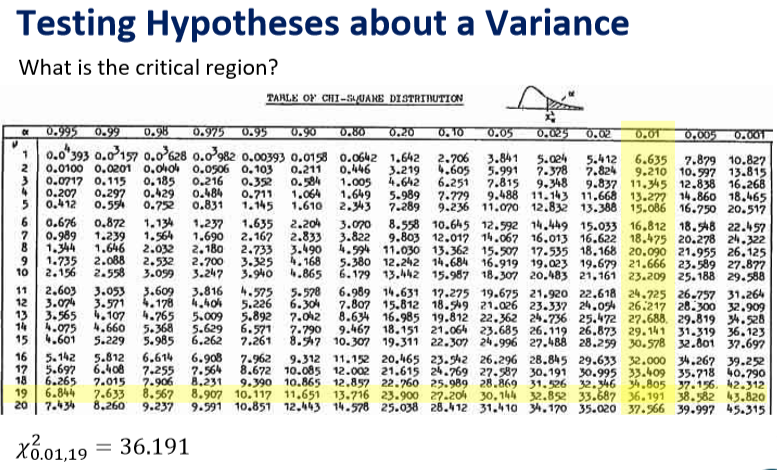 Testing Hypotheses about a Variance
What is the critical region?
TABLE OF CHI-SQUARE DISTRIBUTION
α 0.995 0.99 0.98 0.975 0.95 0.90 0.80 0.20 0.10 0.05 0.025 0.02 0.01 0.005 0.001
ν
1 0.0⁴393 0.0³157 0.0³628 0.0³982 0.00393 0.0158 0.0642 1.642 2.706 3.841 5.024 5.412 6.635 7.879 10.827
2 0.0100 0.0201 0.0404 0.0506 0.103 0.211 0.446 3.219 4.605 5.991 7.378 7.824 9.210 10.597 13.815
3 0.0717 0.115 0.185 0.216 0.352 0.584 1.005 4.642 6.251 7.815 9.348 9.837 11.345 12.838 16.268
4 0.207 0.297 0.429 0.484 0.711 1.064 1.649 5.989 7.779 9.488 11.143 11.668 13.277 14.860 18.465
5 0.412 0.554 0.752 0.831 1.145 1.610 2.343 7.289 9.236 11.070 12.832 13.388 15.086 16.750 20.517
6 0.676 0.872 1.134 1.237 1.635 2.204 3.070 8.558 10.645 12.592 14.449 15.033 16.812 18.548 22.457
7 0.989 1.239 1.564 1.690 2.167 2.833 3.822 9.803 12.017 14.067 16.013 16.622 18.475 20.278 24.322
8 1.344 1.646 2.032 2.180 2.733 3.490 4.594 11.030 13.362 15.507 17.535 18.168 20.090 21.955 26.125
9 1.735 2.088 2.532 2.700 3.325 4.168 5.380 12.242 14.684 16.919 19.023 19.679 21.666 23.589 27.877
10 2.156 2.558 3.059 3.247 3.940 4.865 6.179 13.442 15.987 18.307 20.483 21.161 23.209 25.188 29.588
11 2.603 3.053 3.609 3.816 4.575 5.578 6.989 14.631 17.275 19.675 21.920 22.618 24.725 26.757 31.264
12 3.074 3.571 4.178 4.404 5.226 6.304 7.807 15.812 18.549 21.026 23.337 24.054 26.217 28.300 32.909
13 3.565 4.107 4.765 5.009 5.892 7.042 8.634 16.985 19.812 22.362 24.736 25.472 27.688 29.819 34.528
14 4.075 4.660 5.368 5.629 6.571 7.790 9.467 18.151 21.064 23.685 26.119 26.873 29.141 31.319 36.123
15 4.601 5.229 5.985 6.262 7.261 8.547 10.307 19.311 22.307 24.996 27.488 28.259 30.578 32.801 37.697
16 5.142 5.812 6.614 6.908 7.962 9.312 11.152 20.465 23.542 26.296 28.845 29.633 32.000 34.267 39.252
17 5.697 6.408 7.255 7.564 8.672 10.085 12.002 21.615 24.769 27.587 30.191 30.995 33.409 35.718 40.790
18 6.265 7.015 7.906 8.231 9.390 10.865 12.857 22.760 25.989 28.869 31.526 32.346 34.805 37.156 42.312
19 6.844 7.633 8.567 8.907 10.117 11.651 13.716 23.900 27.204 30.144 32.852 33.687 36.191 38.582 43.820
20 7.434 8.260 9.237 9.591 10.851 12.443 14.578 25.038 28.412 31.410 34.170 35.020 37.566 39.997 45.315
χ²₀.₀₁,₁₉ = 36.191